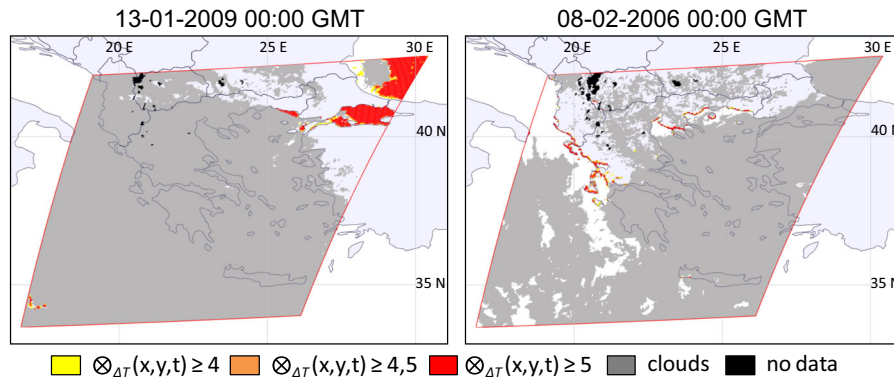 13-01-2009 00:00 GMT
08-02-2006 00:00 GMT
20 E 25 E 30 E
20 E 25 E 30 E
40 N
40 N
35 N
35 N
⊗ΔT(x,y,t) ≥ 4 ⊗ΔT(x,y,t) ≥ 4,5 ⊗ΔT(x,y,t) ≥ 5 clouds no data